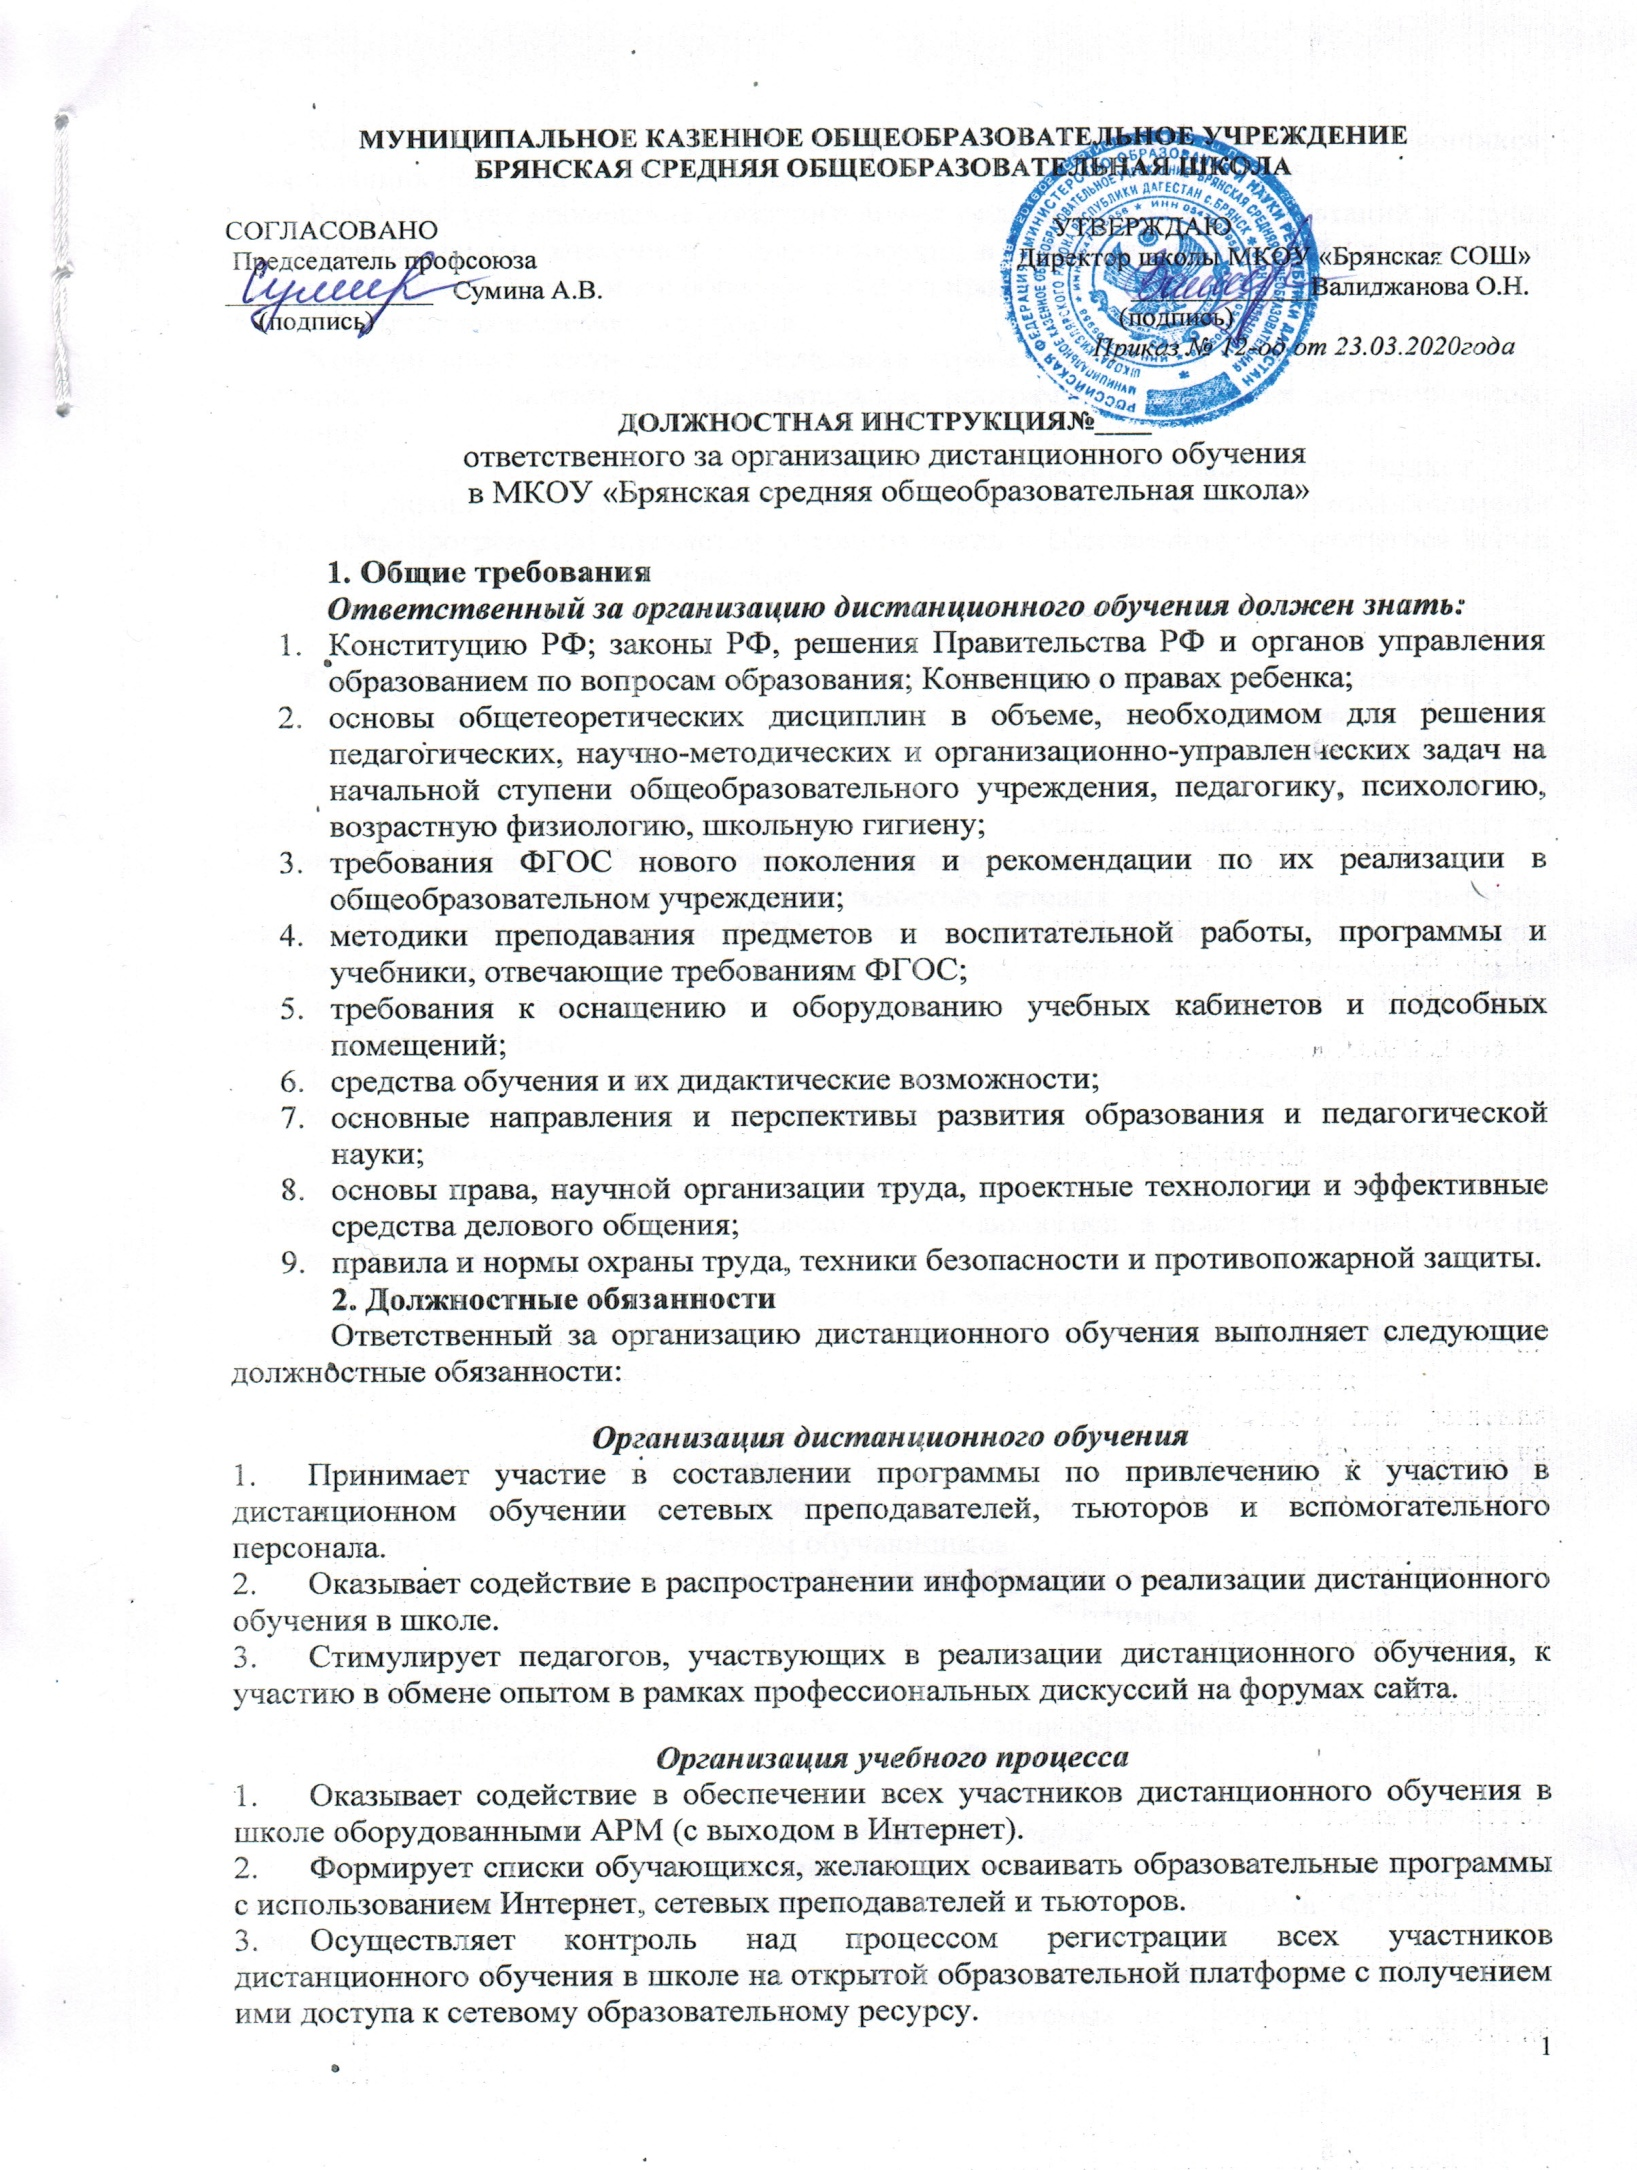 МУНИЦИПАЛЬНОЕ КАЗЕННОЕ ОБЩЕОБРАЗОВАТЕЛЬНОЕ УЧРЕЖДЕНИЕ
БРЯНСКАЯ СРЕДНЯЯ ОБЩЕОБРАЗОВАТЕЛЬНАЯ ШКОЛА
СОГЛАСОВАНО УТВЕРЖДАЮ
Председатель профсоюза Директор школы МКОУ «Брянская СОШ»
Сумина А.В. Валиджанова О.Н.
(подпись) (подпись)
Приказ № 12-од от 23.03.2020года
ДОЛЖНОСТНАЯ ИНСТРУКЦИЯ№____
ответственного за организацию дистанционного обучения
в МКОУ «Брянская средняя общеобразовательная школа»
1. Общие требования
Ответственный за организацию дистанционного обучения должен знать:
1. Конституцию РФ; законы РФ, решения Правительства РФ и органов управления
образованием по вопросам образования; Конвенцию о правах ребенка;
2. основы общетеоретических дисциплин в объеме, необходимом для решения
педагогических, научно-методических и организационно-управленческих задач на
начальной ступени общеобразовательного учреждения, педагогику, психологию,
возрастную физиологию, школьную гигиену;
3. требования ФГОС нового поколения и рекомендации по их реализации в
общеобразовательном учреждении;
4. методики преподавания предметов и воспитательной работы, программы и
учебники, отвечающие требованиям ФГОС;
5. требования к оснащению и оборудованию учебных кабинетов и подсобных
помещений;
6. средства обучения и их дидактические возможности;
7. основные направления и перспективы развития образования и педагогической
науки;
8. основы права, научной организации труда, проектные технологии и эффективные
средства делового общения;
9. правила и нормы охраны труда, техники безопасности и противопожарной защиты.
2. Должностные обязанности
Ответственный за организацию дистанционного обучения выполняет следующие
должностные обязанности:
Организация дистанционного обучения
1. Принимает участие в составлении программы по привлечению к участию в
дистанционном обучении сетевых преподавателей, тьюторов и вспомогательного
персонала.
2. Оказывает содействие в распространении информации о реализации дистанционного
обучения в школе.
3. Стимулирует педагогов, участвующих в реализации дистанционного обучения, к
участию в обмене опытом в рамках профессиональных дискуссий на форумах сайта.
Организация учебного процесса
1. Оказывает содействие в обеспечении всех участников дистанционного обучения в
школе оборудованными АРМ (с выходом в Интернет).
2. Формирует списки обучающихся, желающих осваивать образовательные программы
с использованием Интернет, сетевых преподавателей и тьюторов.
3. Осуществляет контроль над процессом регистрации всех участников
дистанционного обучения в школе на открытой образовательной платформе с получением
ими доступа к сетевому образовательному ресурсу.
1